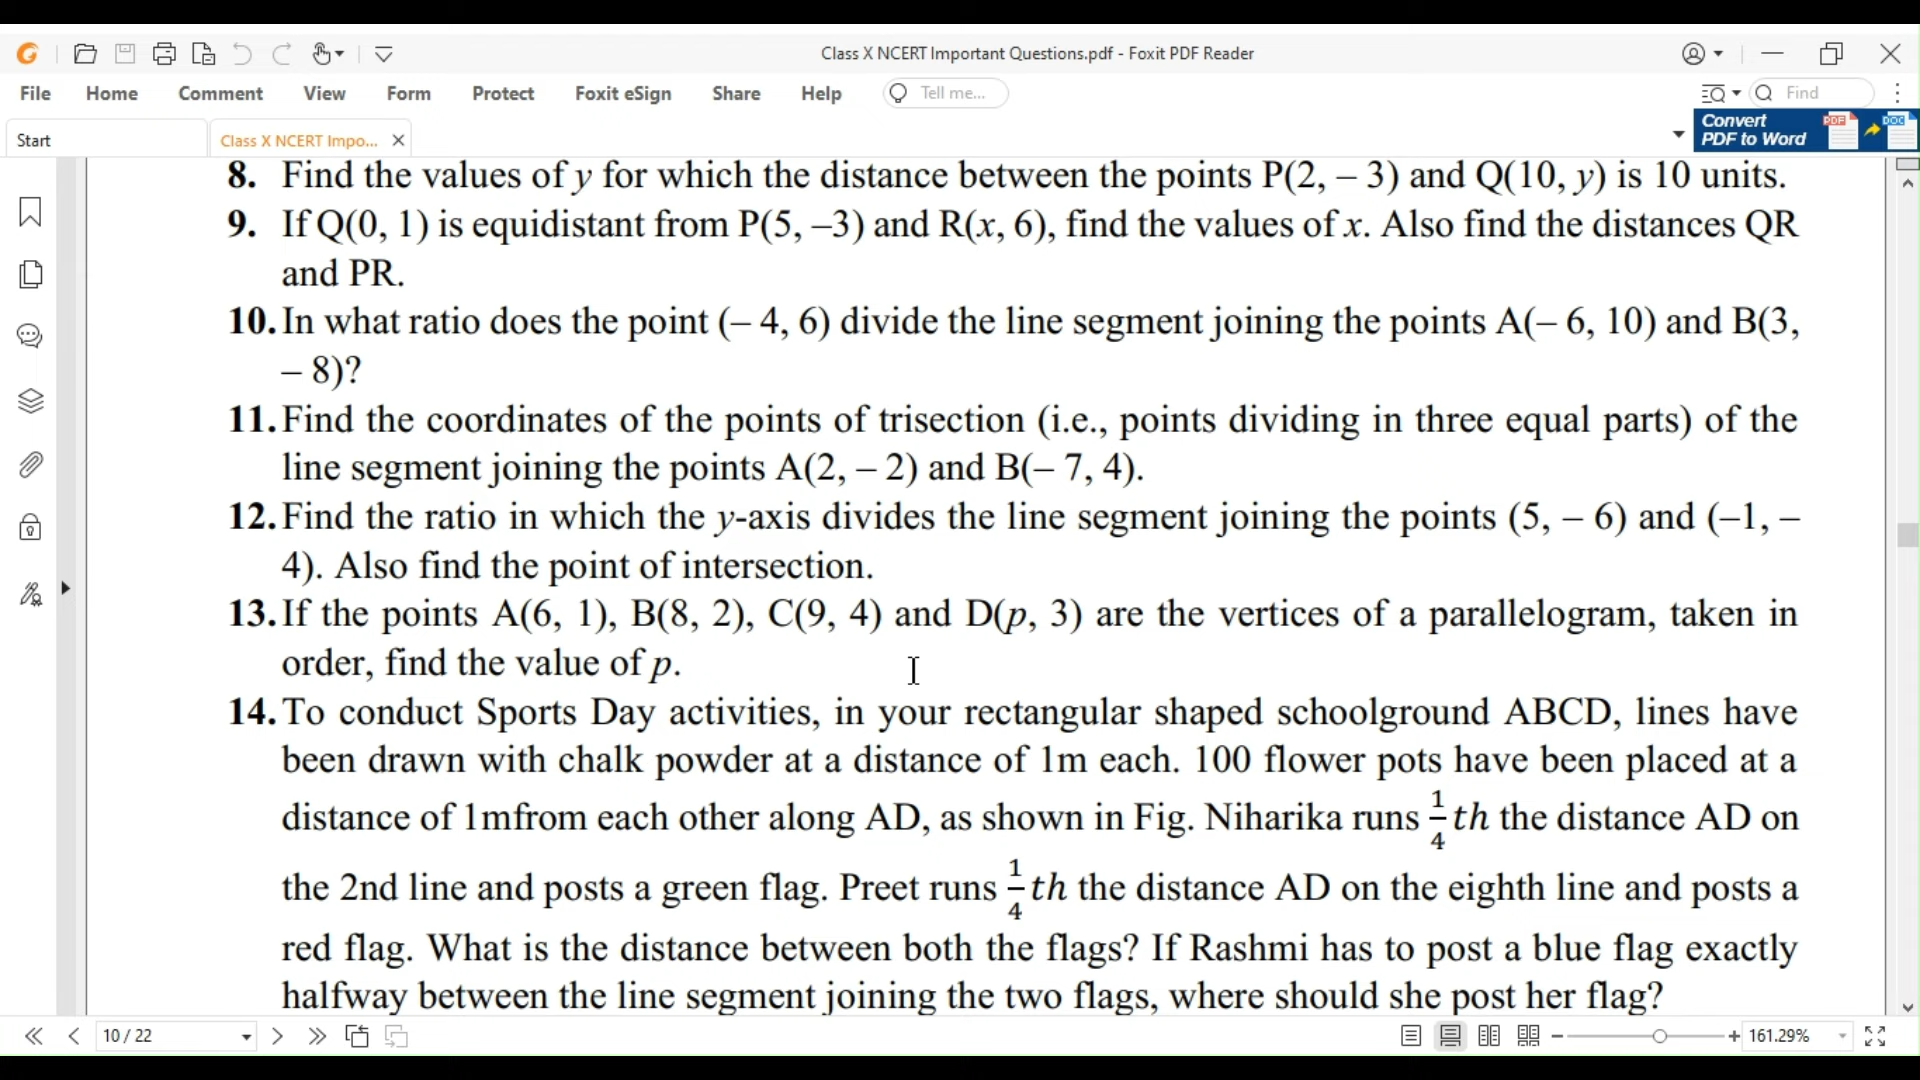 Class X NCERT Important Questions.pdf - Foxit PDF Reader
File Home Comment View Form Protect Foxit eSign Share Help Tell me... Find
Convert
PDF to Word
PDF DOC
Start Class X NCERT Impo...
8. Find the values of y for which the distance between the points P(2, – 3) and Q(10, y) is 10 units.
9. If Q(0, 1) is equidistant from P(5, –3) and R(x, 6), find the values of x. Also find the distances QR
and PR.
10. In what ratio does the point (– 4, 6) divide the line segment joining the points A(– 6, 10) and B(3,
– 8)?
11. Find the coordinates of the points of trisection (i.e., points dividing in three equal parts) of the
line segment joining the points A(2, – 2) and B(– 7, 4).
12. Find the ratio in which the y-axis divides the line segment joining the points (5, – 6) and (–1, –
4). Also find the point of intersection.
13. If the points A(6, 1), B(8, 2), C(9, 4) and D(p, 3) are the vertices of a parallelogram, taken in
order, find the value of p.
14. To conduct Sports Day activities, in your rectangular shaped schoolground ABCD, lines have
been drawn with chalk powder at a distance of 1m each. 100 flower pots have been placed at a
distance of 1mfrom each other along AD, as shown in Fig. Niharika runs 1/4 th the distance AD on
the 2nd line and posts a green flag. Preet runs 1/4 th the distance AD on the eighth line and posts a
red flag. What is the distance between both the flags? If Rashmi has to post a blue flag exactly
halfway between the line segment joining the two flags, where should she post her flag?
10 / 22 161.29%